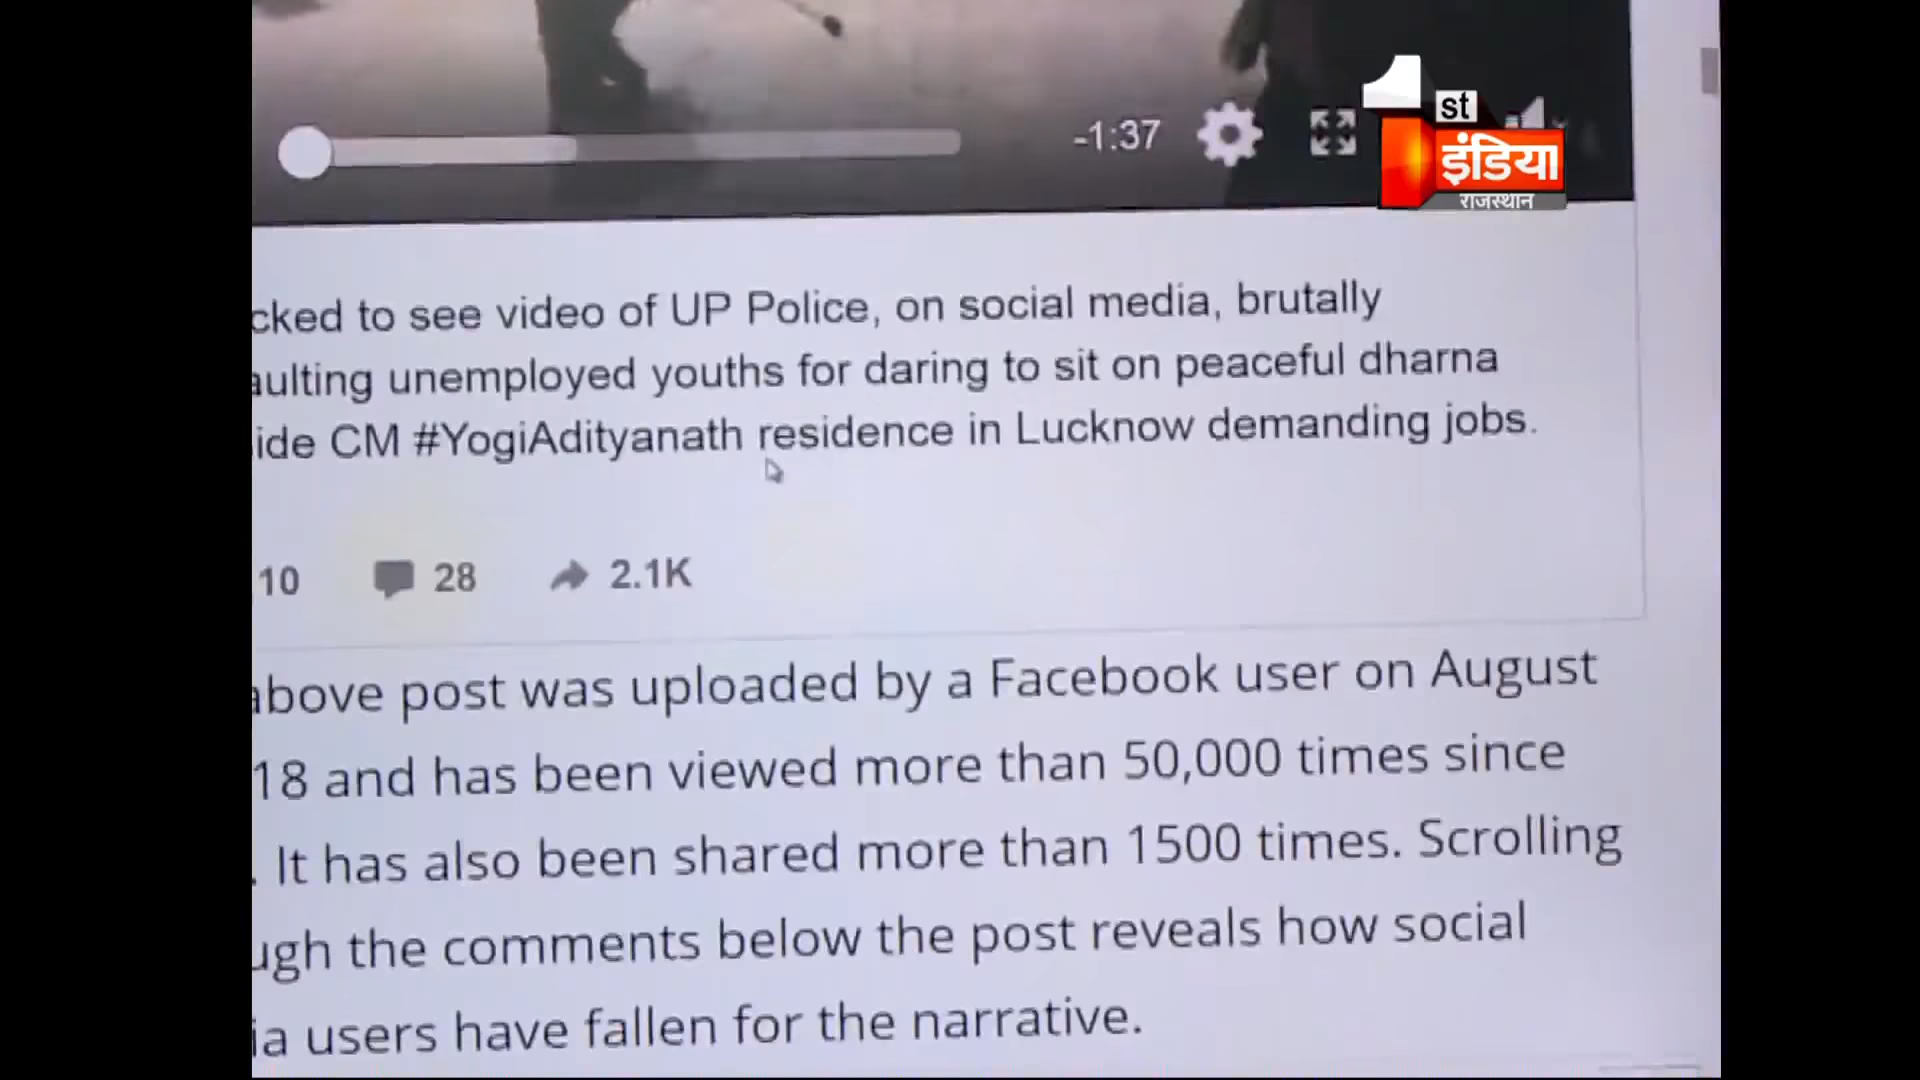 -1:37
1st
इंडिया
राजस्थान
cked to see video of UP Police, on social media, brutally
aulting unemployed youths for daring to sit on peaceful dharna
ide CM #YogiAdityanath residence in Lucknow demanding jobs.
10 28 2.1K
above post was uploaded by a Facebook user on August
18 and has been viewed more than 50,000 times since
. It has also been shared more than 1500 times. Scrolling
ugh the comments below the post reveals how social
ia users have fallen for the narrative.